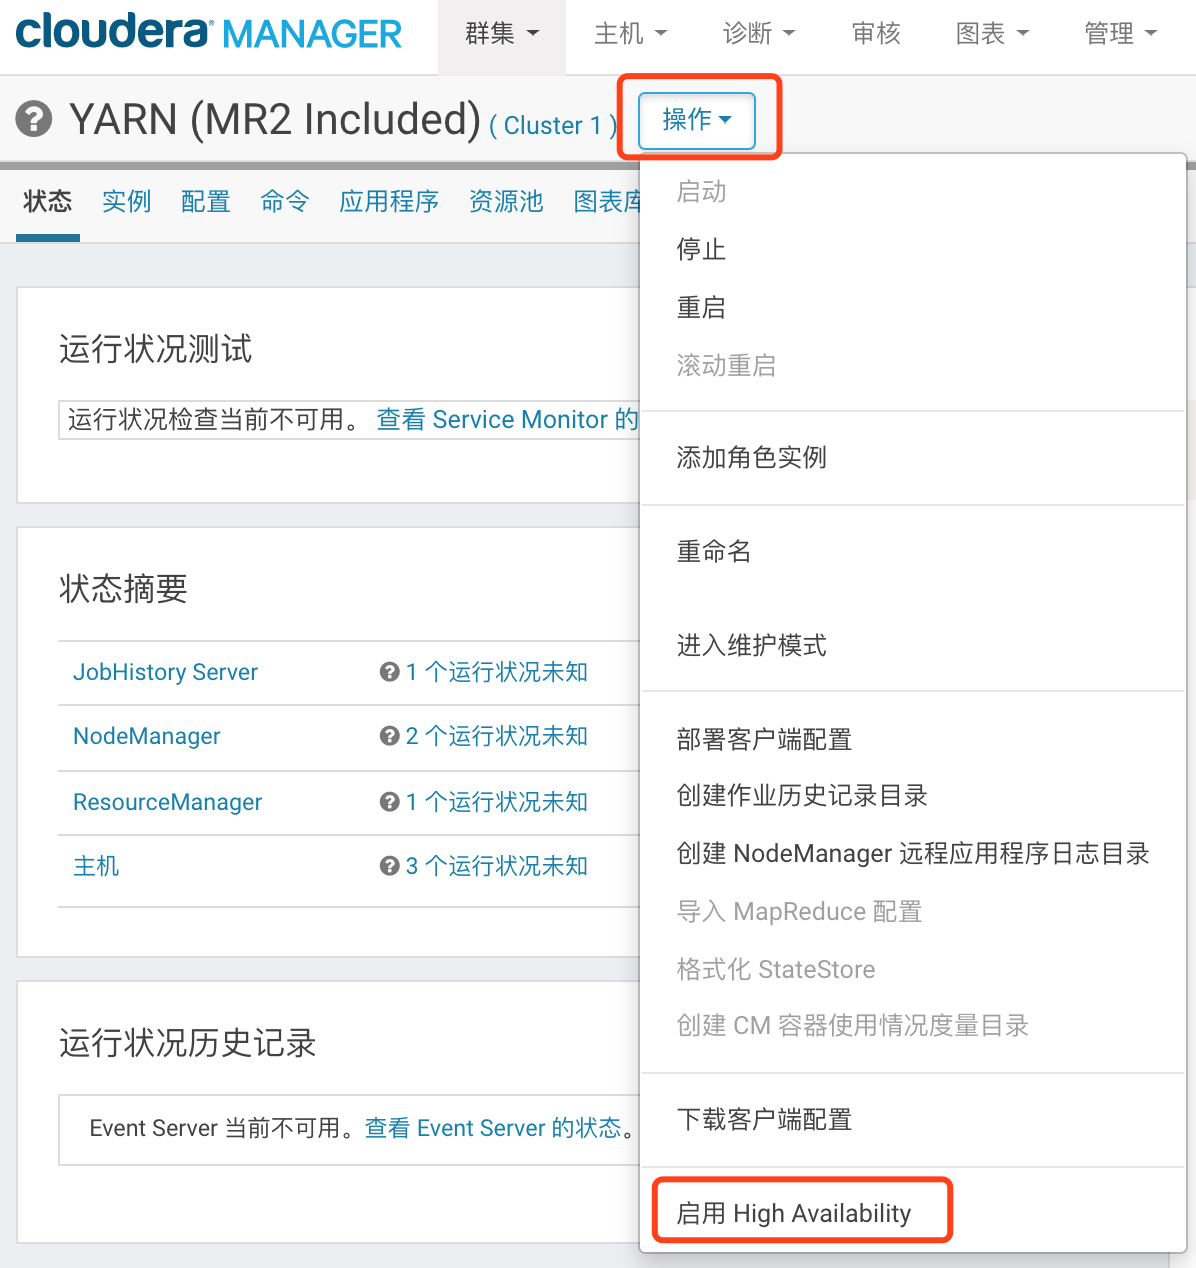 cloudera MANAGER 群集 主机 诊断 审核 图表 管理
YARN (MR2 Included) ( Cluster 1 ) 操作
状态 实例 配置 命令 应用程序 资源池 图表库
启动
停止
重启
滚动重启
添加角色实例
重命名
进入维护模式
部署客户端配置
创建作业历史记录目录
创建 NodeManager 远程应用程序日志目录
导入 MapReduce 配置
格式化 StateStore
创建 CM 容器使用情况度量目录
下载客户端配置
启用 High Availability
运行状况测试
运行状况检查当前不可用。 查看 Service Monitor 的
状态摘要
JobHistory Server 1 个运行状况未知
NodeManager 2 个运行状况未知
ResourceManager 1 个运行状况未知
主机 3 个运行状况未知
运行状况历史记录
Event Server 当前不可用。查看 Event Server 的状态。